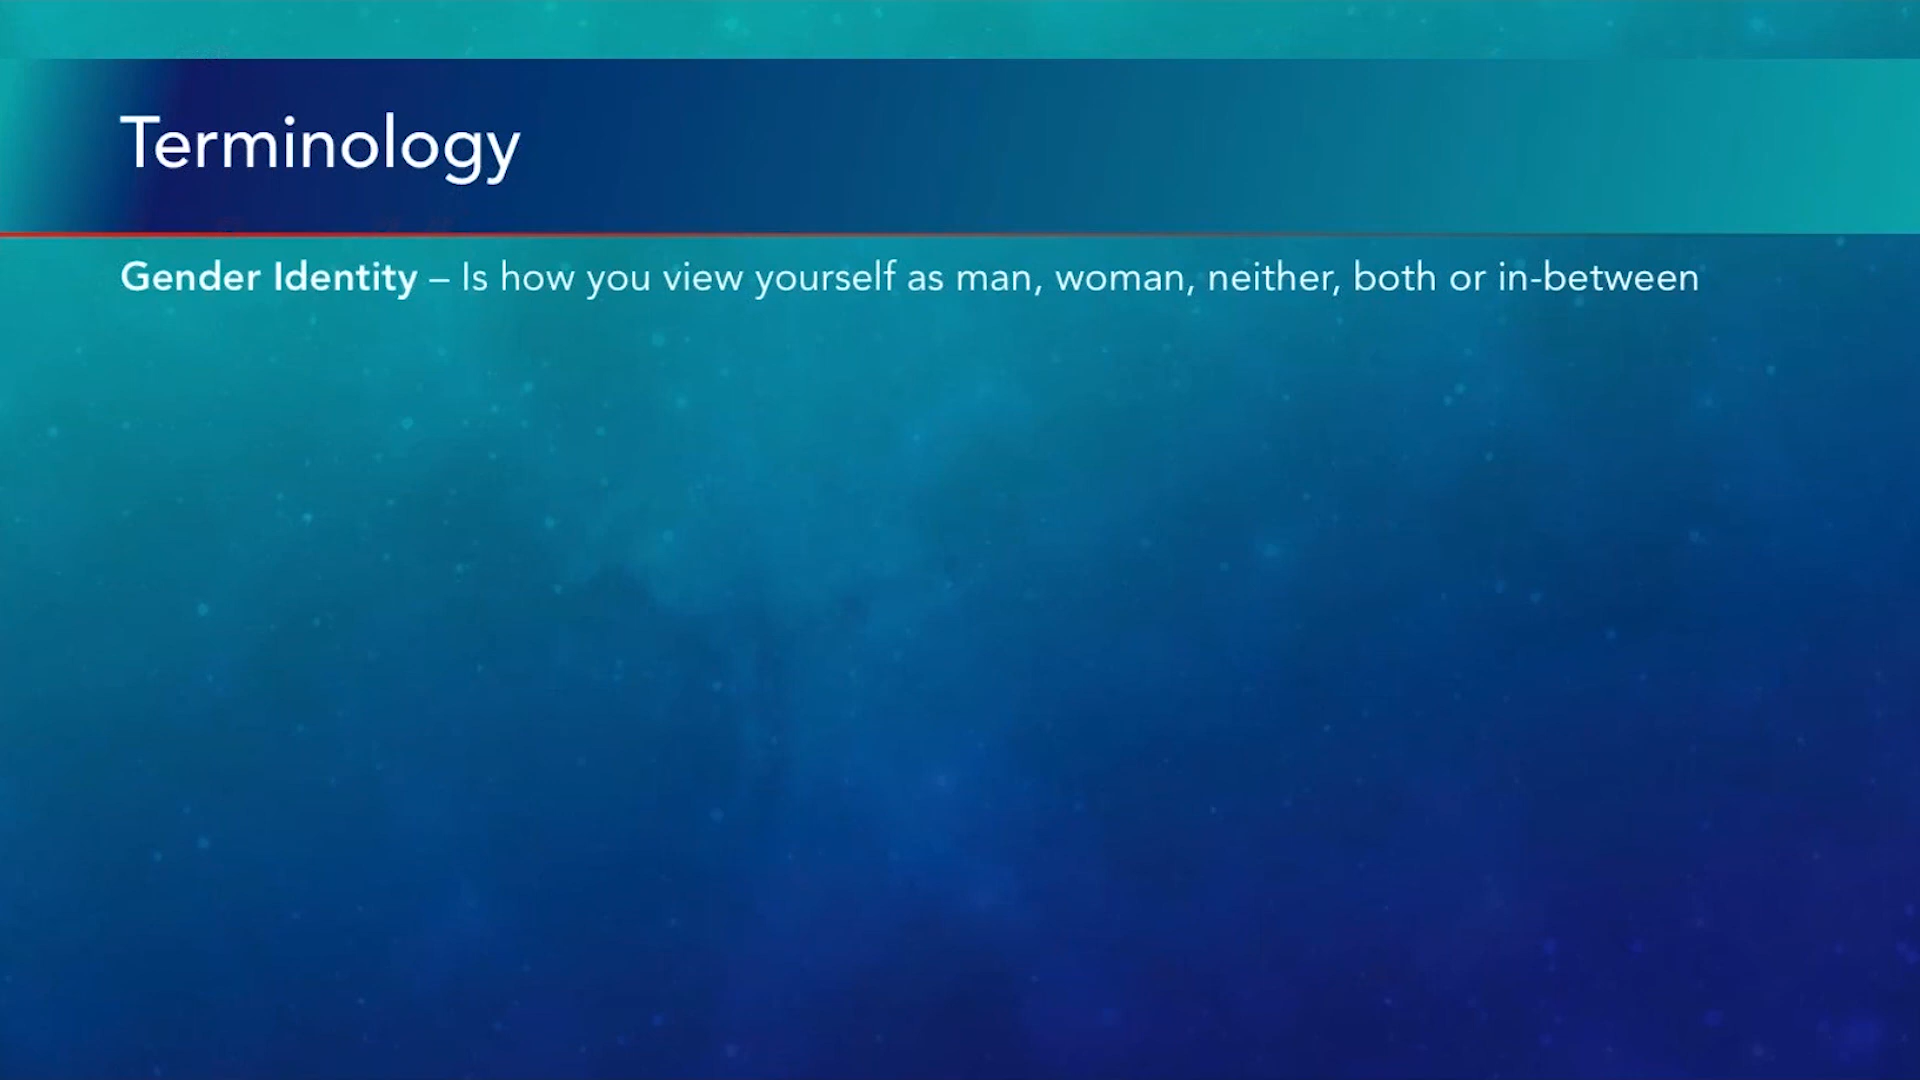 Terminology
Gender Identity – Is how you view yourself as man, woman, neither, both or in-between